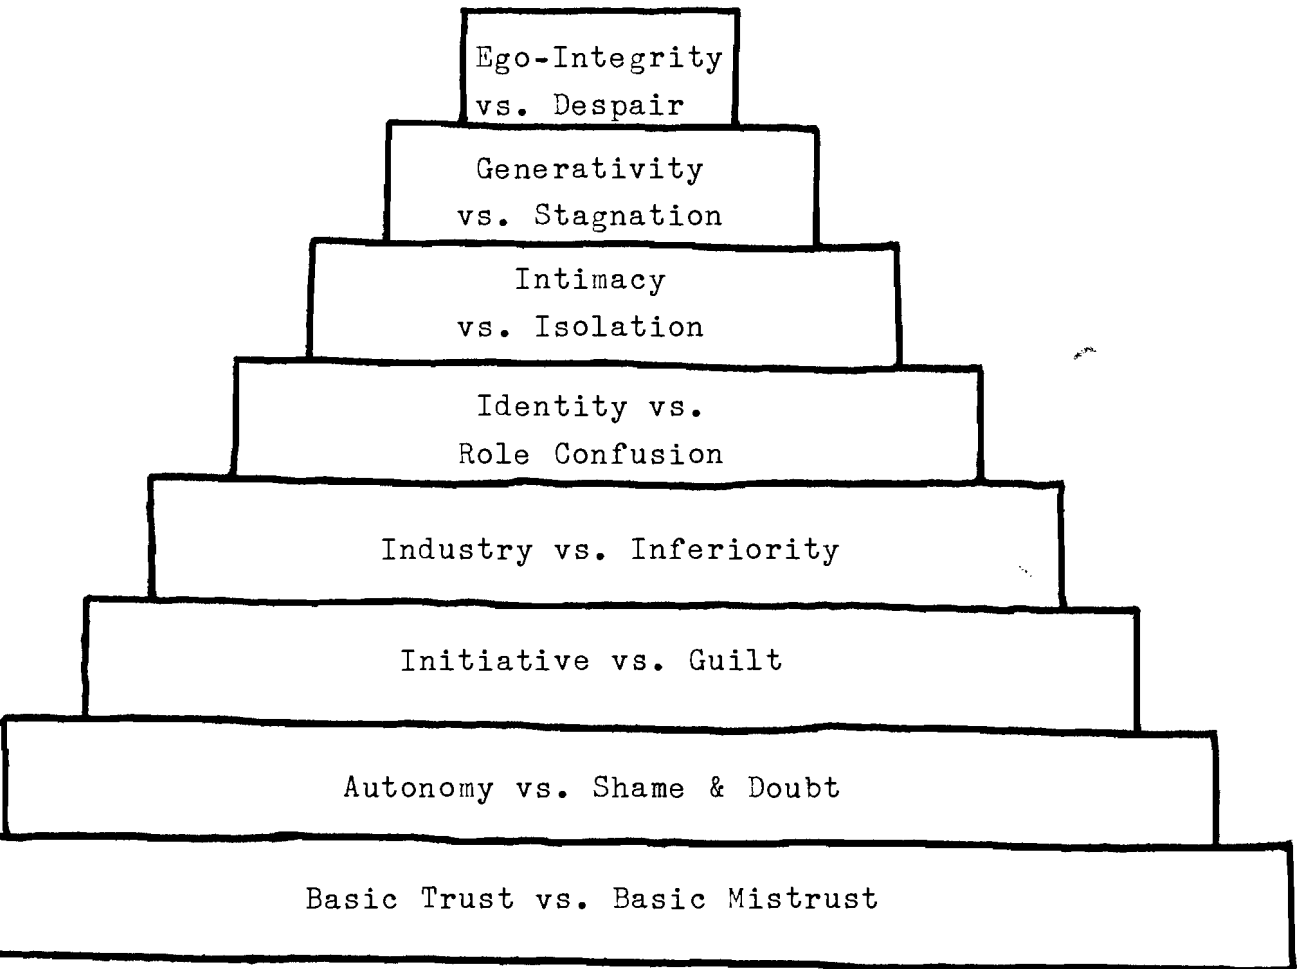 Ego-Integrity
vs. Despair
Generativity
vs. Stagnation
Intimacy
vs. Isolation
Identity vs.
Role Confusion
Industry vs. Inferiority
Initiative vs. Guilt
Autonomy vs. Shame & Doubt
Basic Trust vs. Basic Mistrust